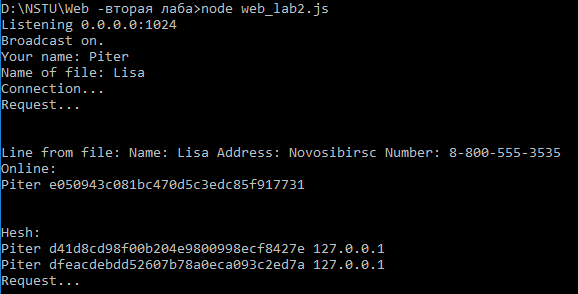 D:\NSTU\Web -вторая лаба>node web_lab2.js
Listening 0.0.0.0:1024
Broadcast on.
Your name: Piter
Name of file: Lisa
Connection...
Request...
Line from file: Name: Lisa Address: Novosibirsc Number: 8-800-555-3535
Online:
Piter e050943c081bc470d5c3edc85f917731
Hesh:
Piter d41d8cd98f00b204e9800998ecf8427e 127.0.0.1
Piter dfeacdebdd52607b78a0eca093c2ed7a 127.0.0.1
Request...